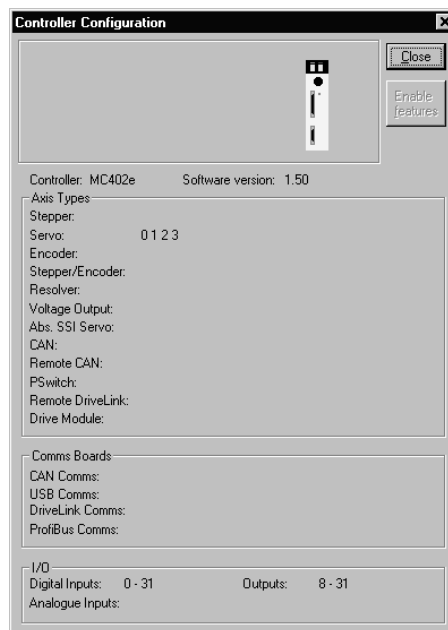 Controller Configuration
Close
Enable
features
Controller: MC402e Software version: 1.50
Axis Types
Stepper:
Servo: 0 1 2 3
Encoder:
Stepper/Encoder:
Resolver:
Voltage Output:
Abs. SSI Servo:
CAN:
Remote CAN:
PSwitch:
Remote DriveLink:
Drive Module:
Comms Boards
CAN Comms:
USB Comms:
DriveLink Comms:
ProfiBus Comms:
I/O
Digital Inputs: 0 - 31 Outputs: 8 - 31
Analogue Inputs: